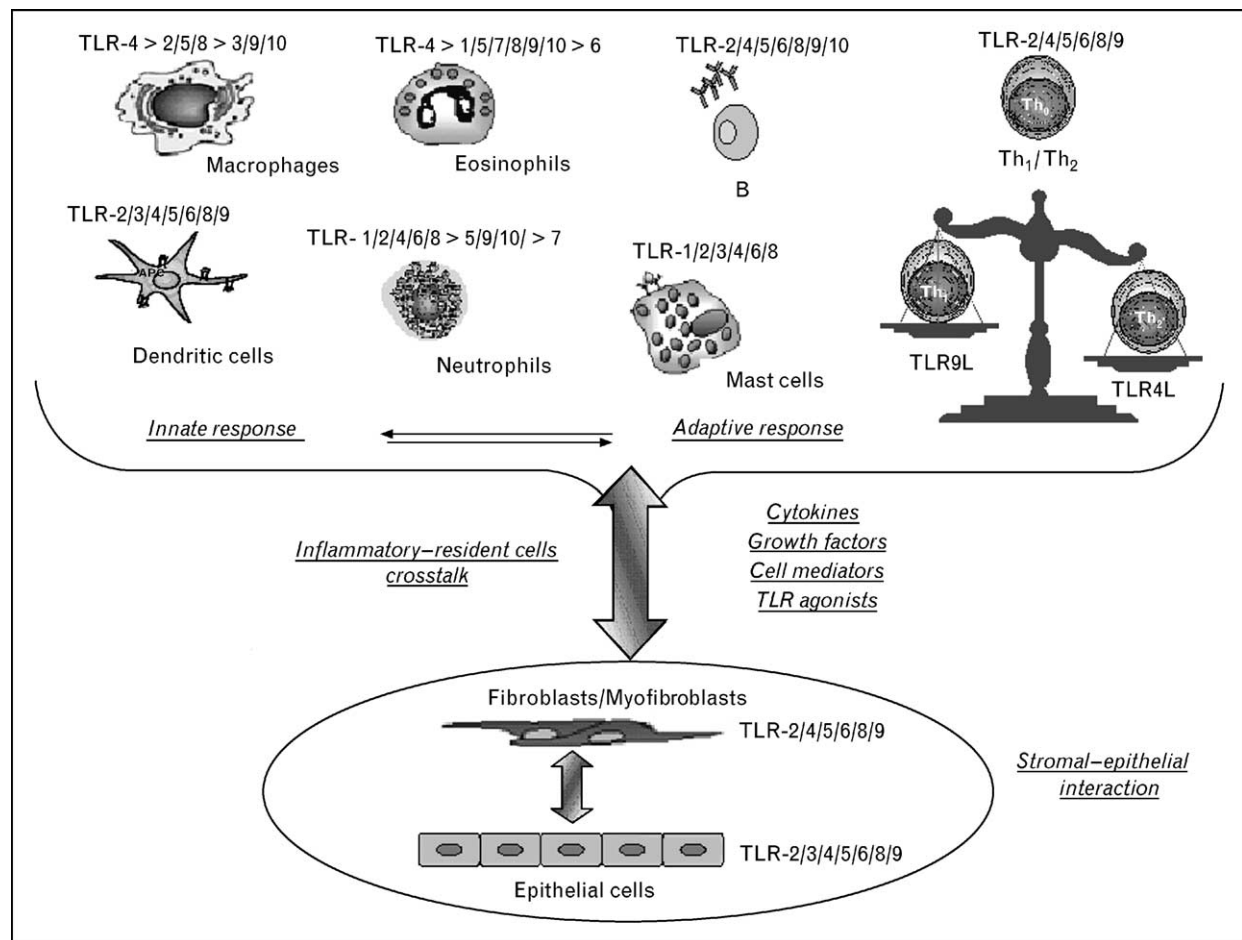 TLR-4 > 2/5/8 > 3/9/10
Macrophages
TLR-4 > 1/5/7/8/9/10 > 6
Eosinophils
TLR-2/4/5/6/8/9/10
B
TLR-2/4/5/6/8/9
Th0
Th1/Th2
TLR-2/3/4/5/6/8/9
APC
Dendritic cells
TLR- 1/2/4/6/8 > 5/9/10/ > 7
Neutrophils
TLR-1/2/3/4/6/8
Mast cells
Th1
TLR9L
Th2
TLR4L
Innate response
Adaptive response
Inflammatory–resident cells
crosstalk
Cytokines
Growth factors
Cell mediators
TLR agonists
Fibroblasts/Myofibroblasts
TLR-2/4/5/6/8/9
Stromal–epithelial
interaction
TLR-2/3/4/5/6/8/9
Epithelial cells